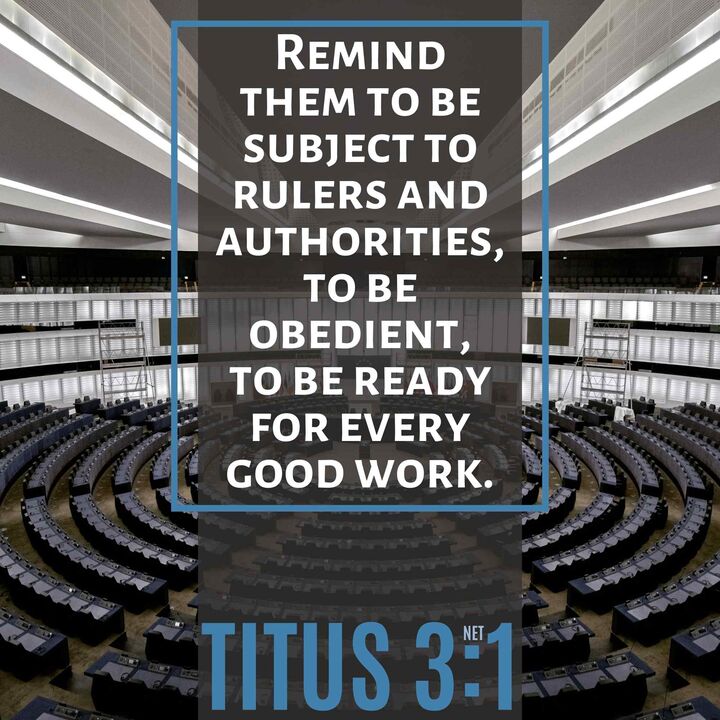 Remind
them to be
subject to
rulers and
authorities,
to be
obedient,
to be ready
for every
good work.
TITUS 3:1
NET